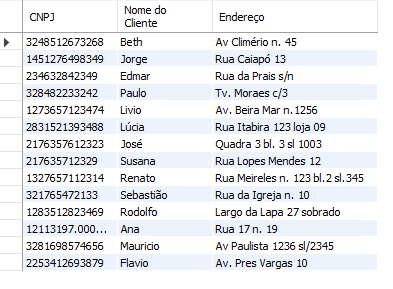 CNPJ Nome do Cliente Endereço
3248512673268 Beth Av Climério n. 45
1451276498349 Jorge Rua Caiapó 13
234632842349 Edmar Rua da Prais s/n
328482233242 Paulo Tv. Moraes c/3
1273657123474 Livio Av. Beira Mar n.1256
2831521393488 Lúcia Rua Itabira 123 loja 09
2176357612323 José Quadra 3 bl. 3 sl 1003
217635712329 Susana Rua Lopes Mendes 12
1327657112314 Renato Rua Meireles n. 123 bl.2 sl.345
321765472133 Sebastião Rua da Igreja n. 10
1283512823469 Rodolfo Largo da Lapa 27 sobrado
12113197.000... Ana Rua 17 n. 19
3281698574656 Mauricio Av Paulista 1236 sl/2345
2253412693879 Flavio Av. Pres Vargas 10